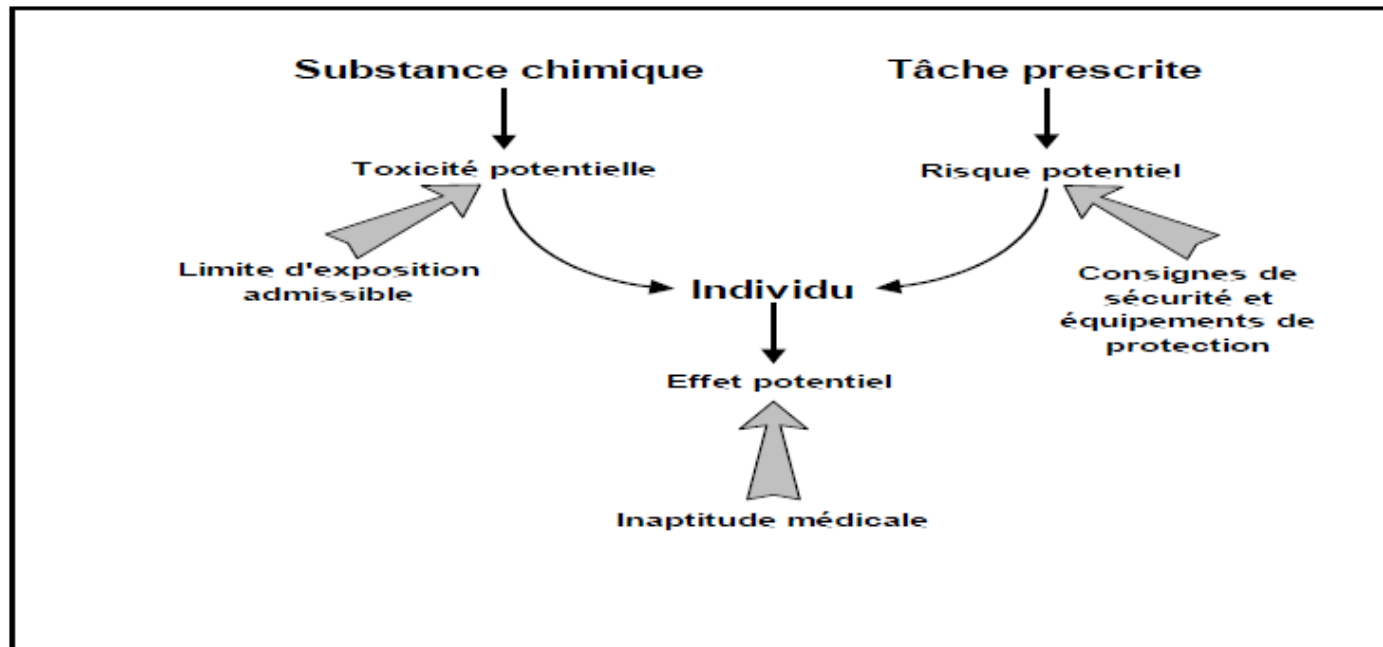 Substance chimique
Tâche prescrite
Toxicité potentielle
Risque potentiel
Limite d'exposition
admissible
Individu
Consignes de
sécurité et
équipements de
protection
Effet potentiel
Inaptitude médicale